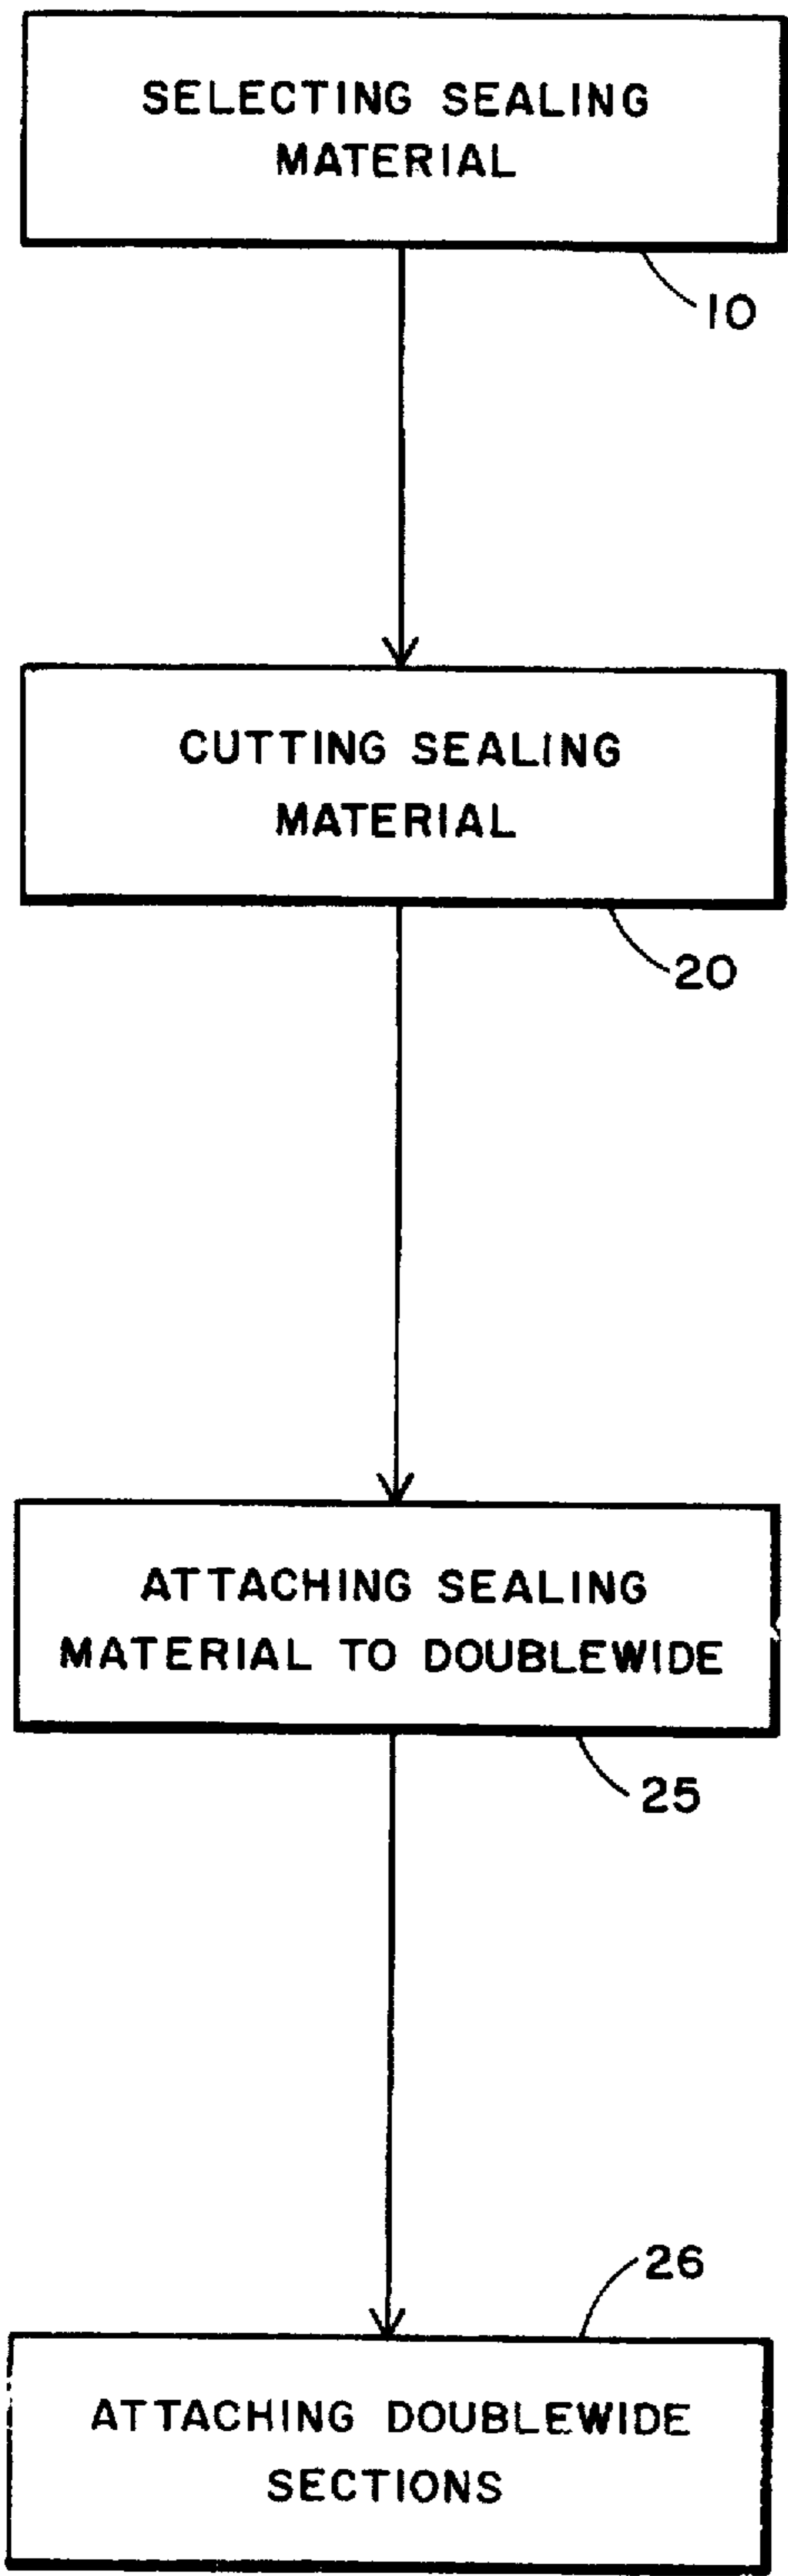 SELECTING SEALING
MATERIAL
10
CUTTING SEALING
MATERIAL
20
ATTACHING SEALING
MATERIAL TO DOUBLEWIDE
25
26
ATTACHING DOUBLEWIDE
SECTIONS